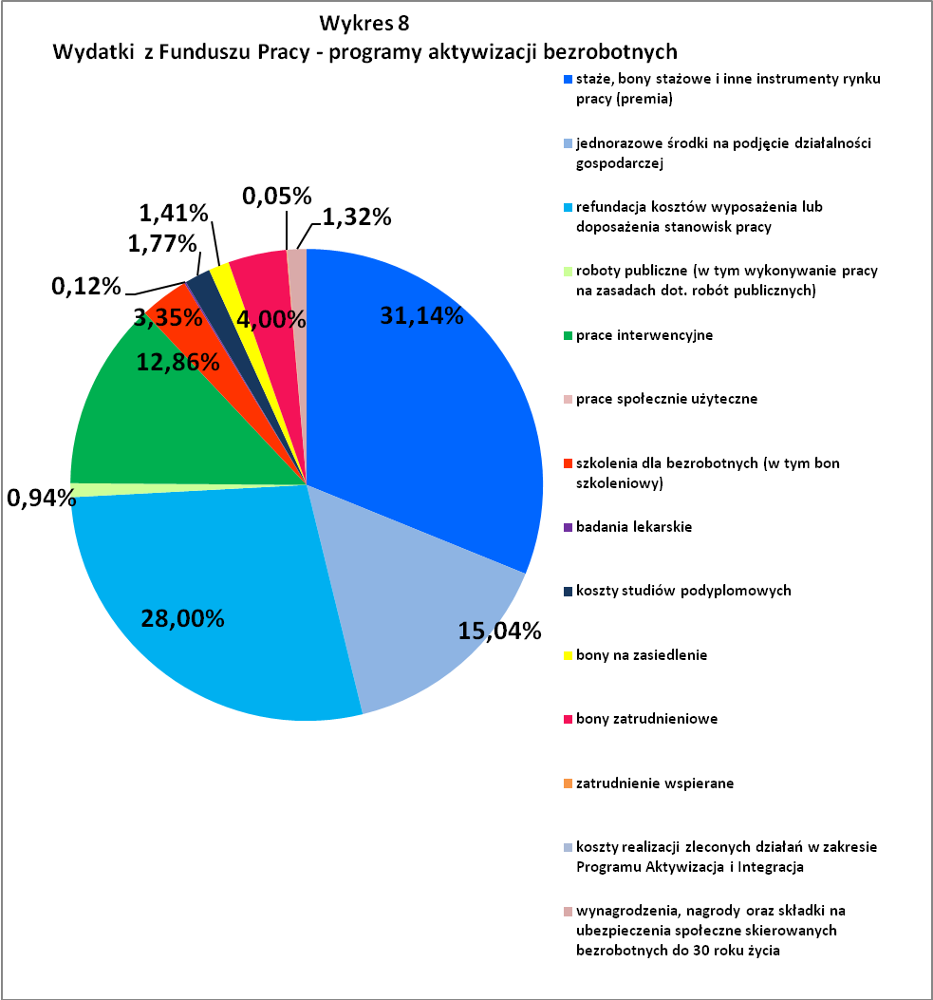 Wykres 8
Wydatki z Funduszu Pracy - programy aktywizacji bezrobotnych
staże, bony stażowe i inne instrumenty rynku
pracy (premia)
jednorazowe środki na podjęcie działalności
gospodarczej
refundacja kosztów wyposażenia lub
doposażenia stanowisk pracy
roboty publiczne (w tym wykonywanie pracy
na zasadach dot. robót publicznych)
prace interwencyjne
prace społecznie użyteczne
szkolenia dla bezrobotnych (w tym bon
szkoleniowy)
badania lekarskie
koszty studiów podyplomowych
bony na zasiedlenie
bony zatrudnieniowe
zatrudnienie wspierane
koszty realizacji zleconych działań w zakresie
Programu Aktywizacja i Integracja
wynagrodzenia, nagrody oraz składki na
ubezpieczenia społeczne skierowanych
bezrobotnych do 30 roku życia
0,05%
1,41%
1,32%
1,77%
0,12%
3,35%
4,00%
31,14%
12,86%
0,94%
28,00%
15,04%